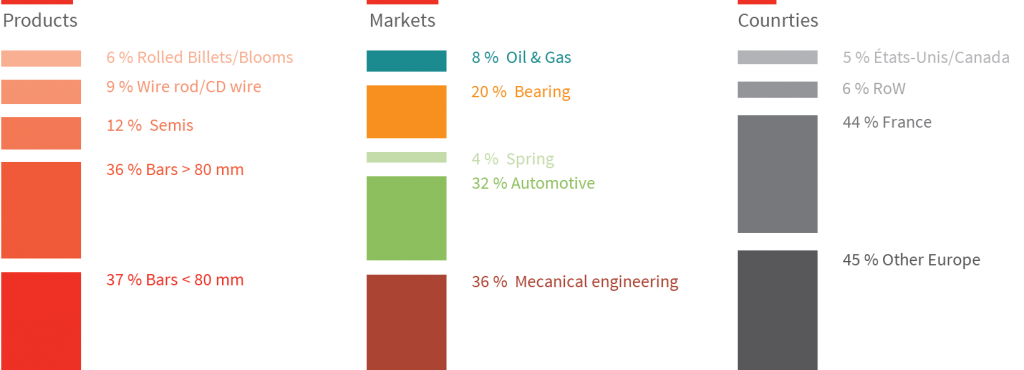 Products
6 % Rolled Billets/Blooms
9 % Wire rod/CD wire
12 % Semis
36 % Bars > 80 mm
37 % Bars < 80 mm
Markets
8 % Oil & Gas
20 % Bearing
4 % Spring
32 % Automotive
36 % Mecanical engineering
Counrties
5 % États-Unis/Canada
6 % RoW
44 % France
45 % Other Europe